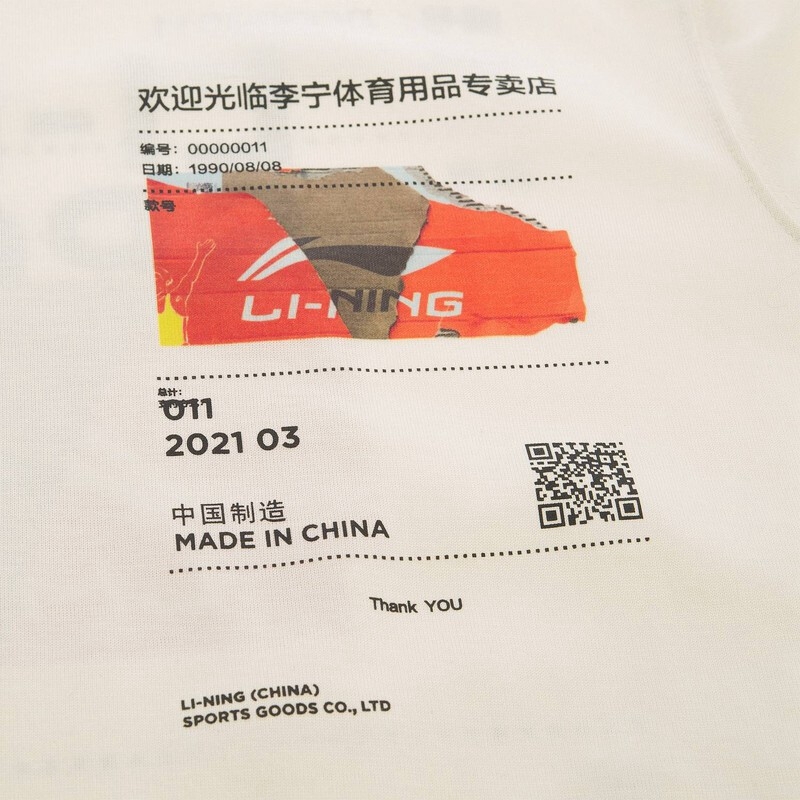 欢迎光临李宁体育用品专卖店
编号：00000011
日期：1990/08/08
款号
LI-NING
总计：
011
2021 03
中国制造
MADE IN CHINA
Thank YOU
LI-NING (CHINA)
SPORTS GOODS CO., LTD